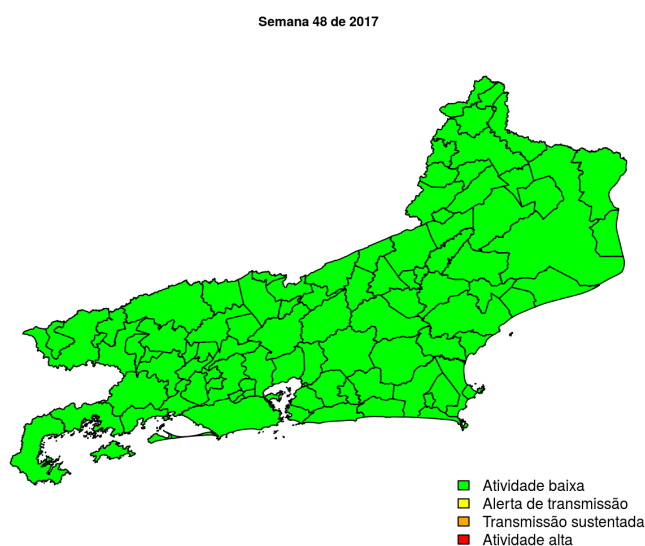 Semana 48 de 2017
Atividade baixa
Alerta de transmissão
Transmissão sustentada
Atividade alta